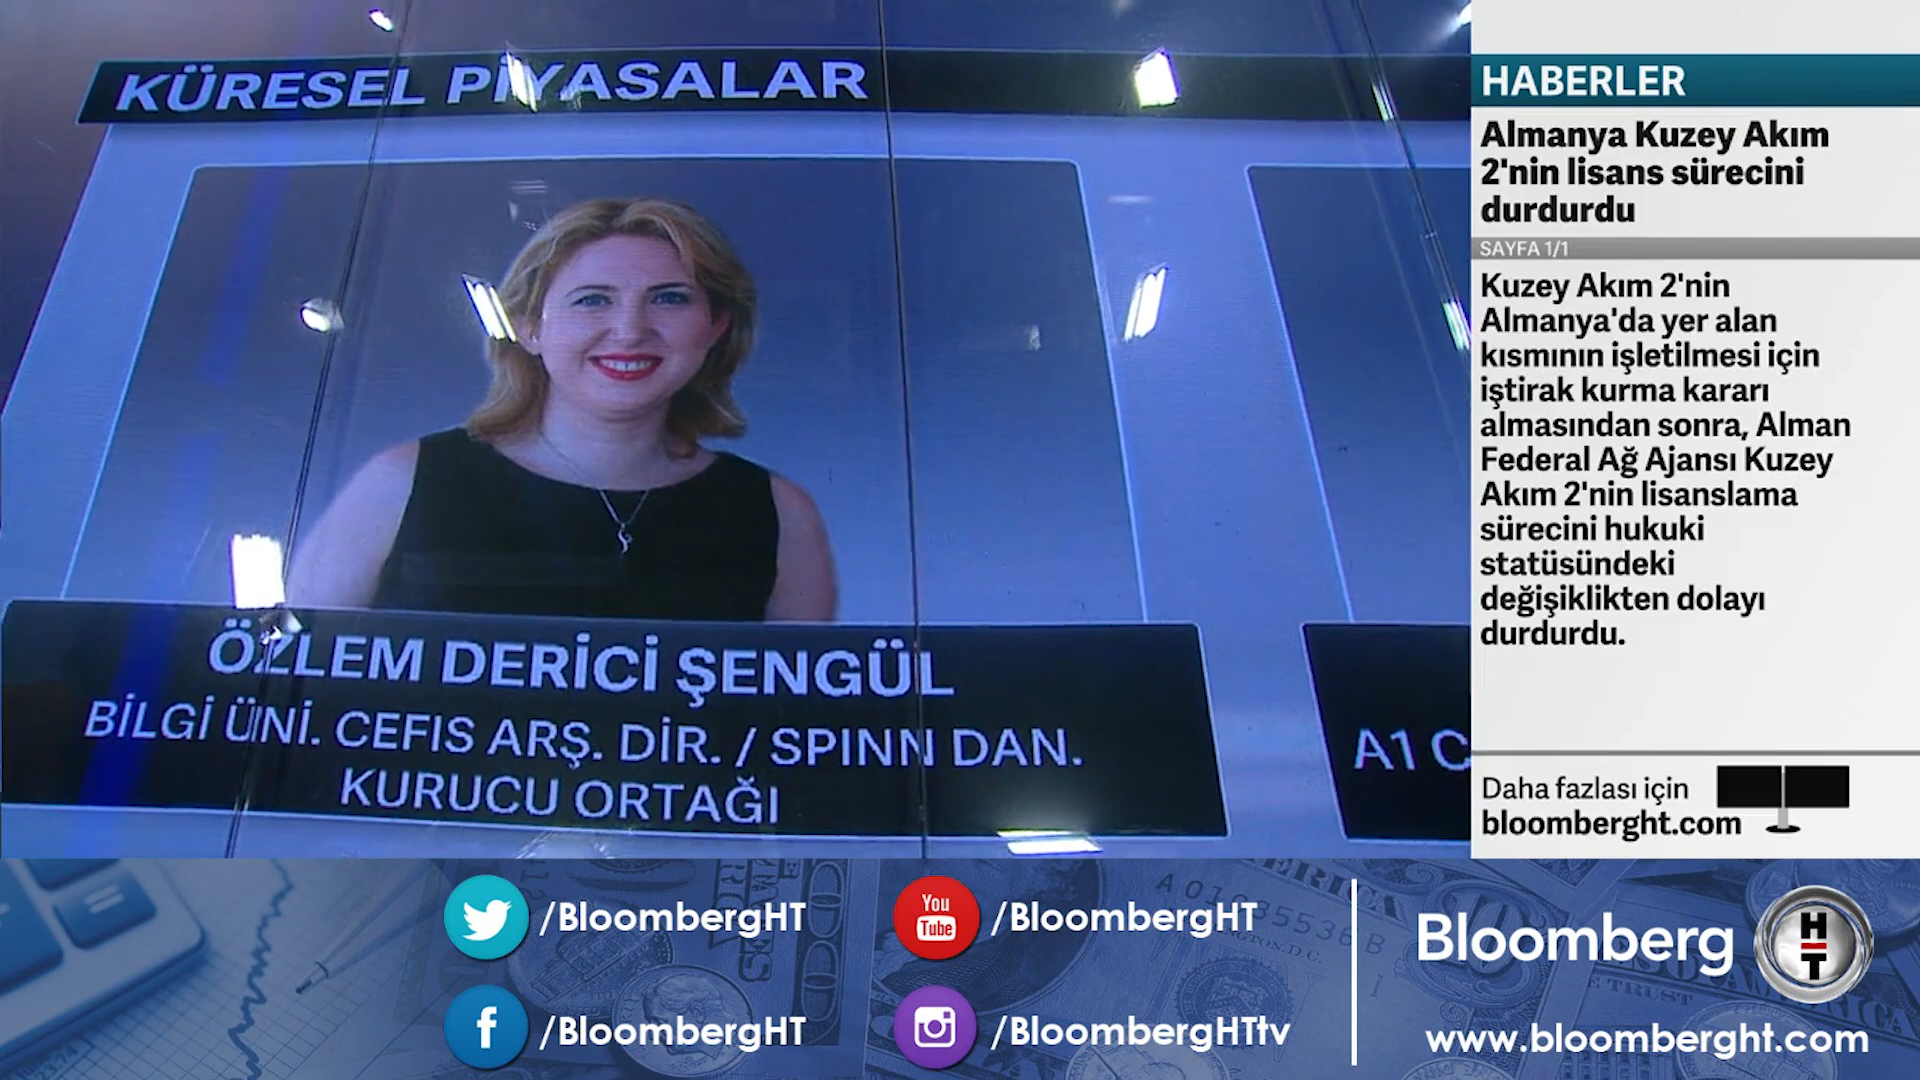 KÜRESEL PİYASALAR
ÖZLEM DERİCİ ŞENGÜL
BİLGİ ÜNİ. CEFIS ARŞ. DİR. / SPINN DAN.
KURUCU ORTAĞI
A1 C
HABERLER
Almanya Kuzey Akım
2'nin lisans sürecini
durdurdu
SAYFA 1/1
Kuzey Akım 2'nin
Almanya'da yer alan
kısmının işletilmesi için
iştirak kurma kararı
almasından sonra, Alman
Federal Ağ Ajansı Kuzey
Akım 2'nin lisanslama
sürecini hukuki
statüsündeki
değişiklikten dolayı
durdurdu.
Daha fazlası için
bloomberght.com
/BloombergHT
You
Tube
/BloombergHT
/BloombergHT
/BloombergHTtv
Bloomberg
H
T
www.bloomberght.com